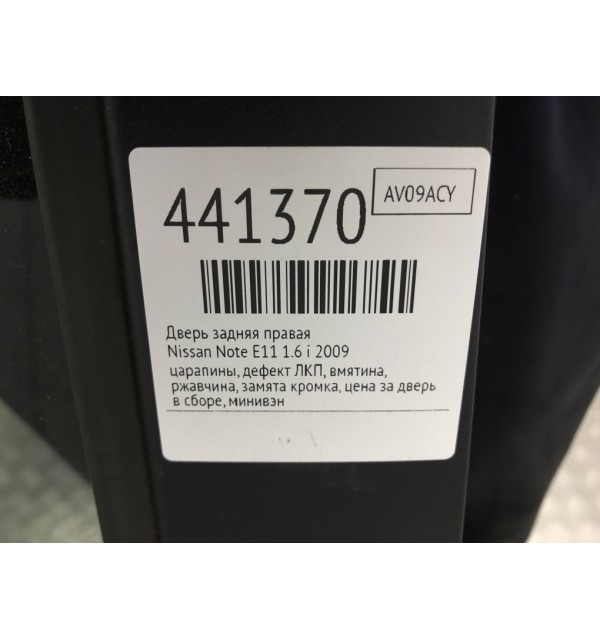 441370
AV09ACY
Дверь задняя правая
Nissan Note E11 1.6 i 2009
царапины, дефект ЛКП, вмятина,
ржавчина, замята кромка, цена за дверь
в сборе, минивэн